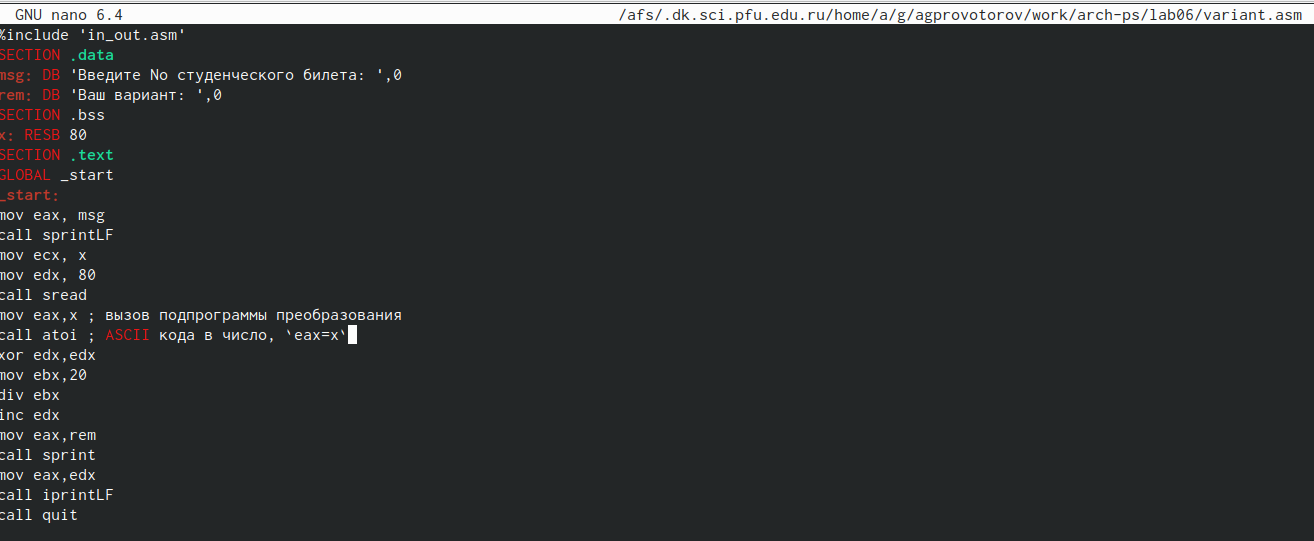 GNU nano 6.4 /afs/.dk.sci.pfu.edu.ru/home/a/g/agprovotorov/work/arch-ps/lab06/variant.asm
%include 'in_out.asm'
SECTION .data
msg: DB 'Введите No студенческого билета: ',0
rem: DB 'Ваш вариант: ',0
SECTION .bss
x: RESB 80
SECTION .text
GLOBAL _start
_start:
mov eax, msg
call sprintLF
mov ecx, x
mov edx, 80
call sread
mov eax,x ; вызов подпрограммы преобразования
call atoi ; ASCII кода в число, `eax=x`
xor edx,edx
mov ebx,20
div ebx
inc edx
mov eax,rem
call sprint
mov eax,edx
call iprintLF
call quit